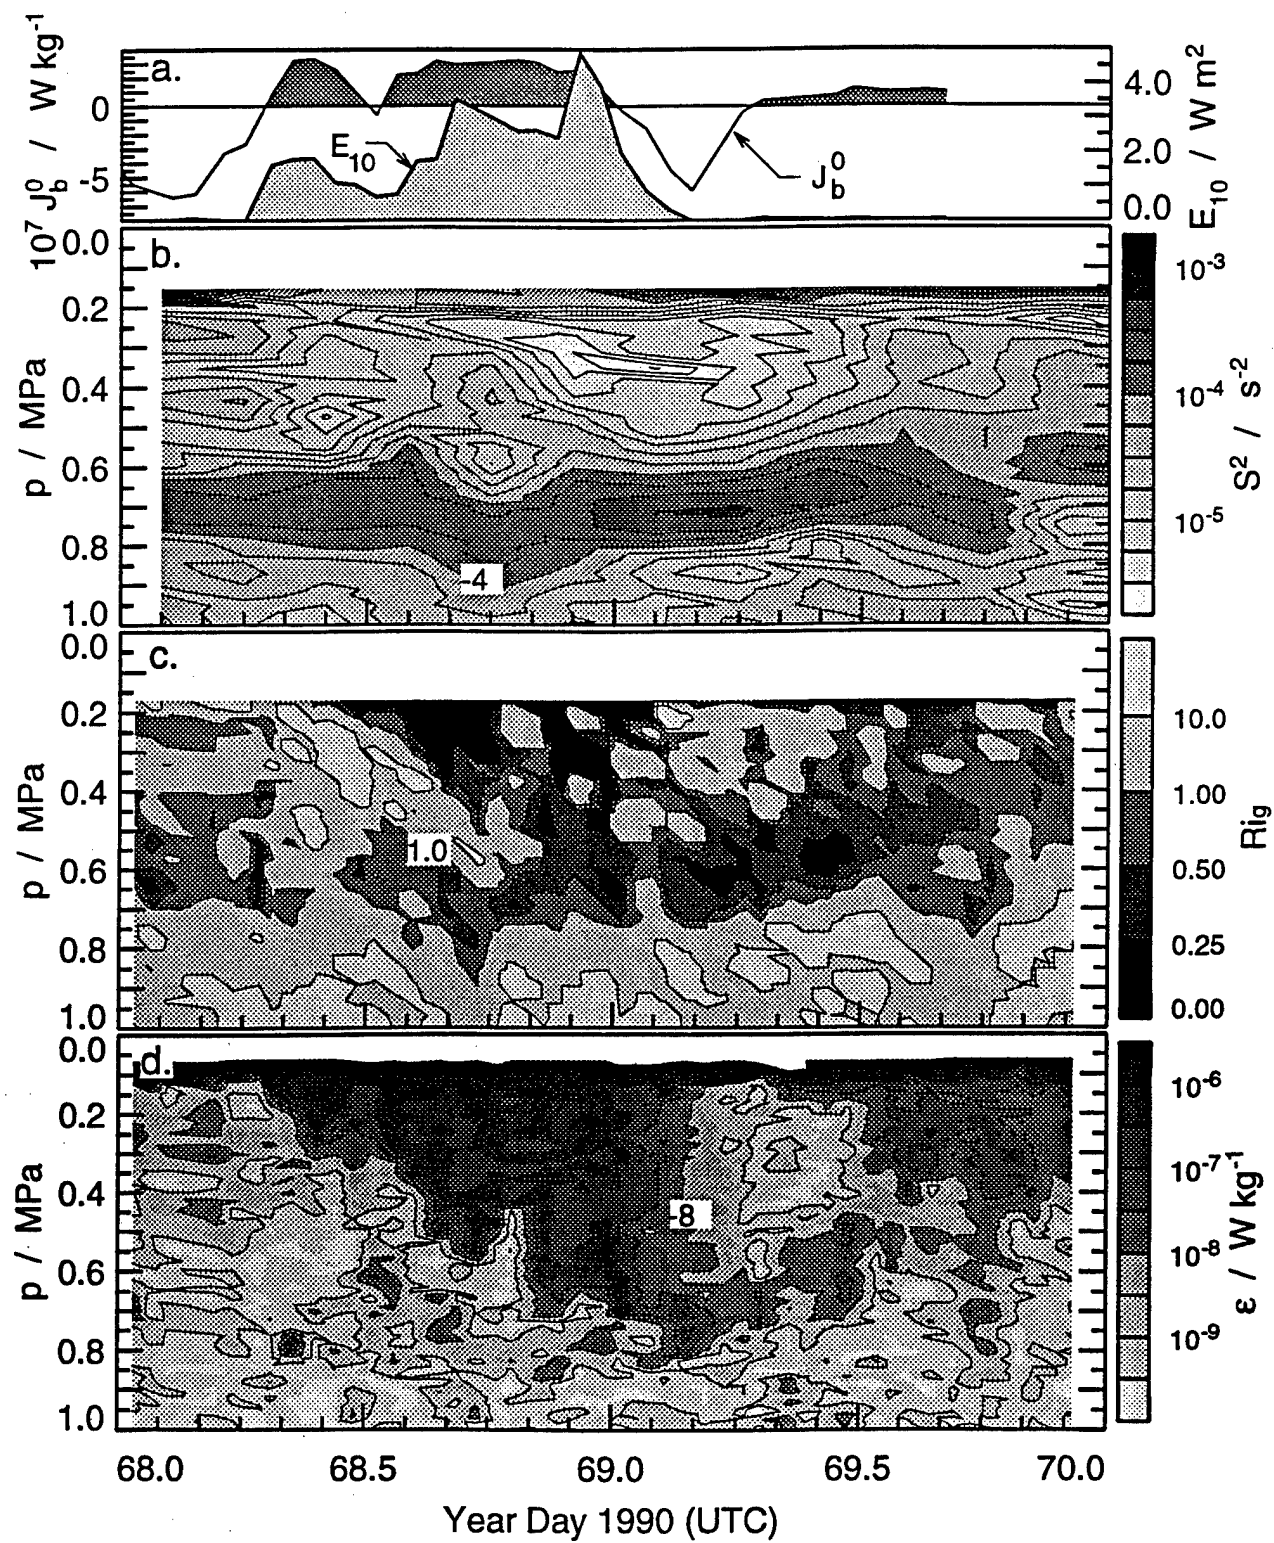 a.
10⁷ J_b⁰ / W kg⁻¹
0
-5
E₁₀
J_b⁰
4.0
2.0
0.0
E₁₀ / W m²
b.
p / MPa
0.0
0.2
0.4
0.6
0.8
1.0
-4
10⁻³
10⁻⁴
10⁻⁵
S² / s⁻²
c.
p / MPa
0.0
0.2
0.4
0.6
0.8
1.0
1.0
10.0
1.00
0.50
0.25
0.00
Ri_g
d.
p / MPa
0.0
0.2
0.4
0.6
0.8
1.0
-8
10⁻⁶
10⁻⁷
10⁻⁸
10⁻⁹
ε / W kg⁻¹
68.0 68.5 69.0 69.5 70.0
Year Day 1990 (UTC)